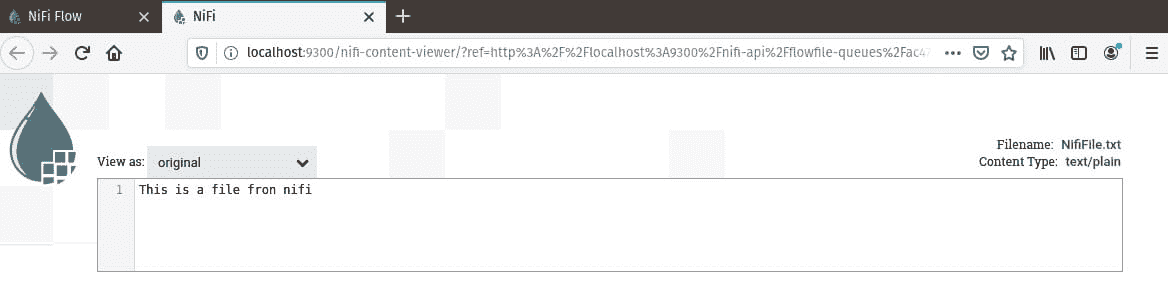 NiFi Flow
NiFi
localhost:9300/nifi-content-viewer/?ref=http%3A%2F%2Flocalhost%3A9300%2Fnifi-api%2Fflowfile-queues%2Fac47
Filename: NifiFile.txt
View as: original
Content Type: text/plain
1 This is a file fron nifi